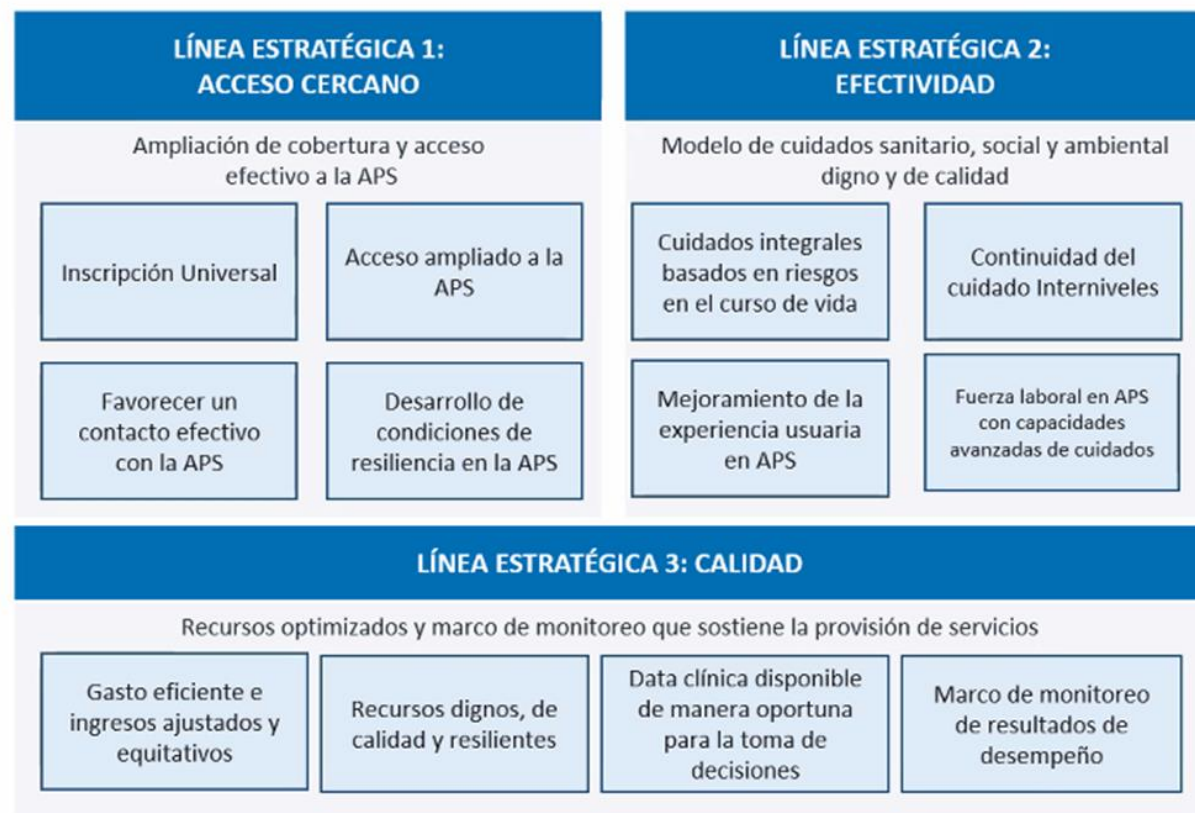 LÍNEA ESTRATÉGICA 1:
ACCESO CERCANO
Ampliación de cobertura y acceso
efectivo a la APS
Inscripción Universal
Acceso ampliado a la
APS
Favorecer un
contacto efectivo
con la APS
Desarrollo de
condiciones de
resiliencia en la APS
LÍNEA ESTRATÉGICA 2:
EFECTIVIDAD
Modelo de cuidados sanitario, social y ambiental
digno y de calidad
Cuidados integrales
basados en riesgos
en el curso de vida
Continuidad del
cuidado Interniveles
Mejoramiento de la
experiencia usuaria
en APS
Fuerza laboral en APS
con capacidades
avanzadas de cuidados
LÍNEA ESTRATÉGICA 3: CALIDAD
Recursos optimizados y marco de monitoreo que sostiene la provisión de servicios
Gasto eficiente e
ingresos ajustados y
equitativos
Recursos dignos, de
calidad y resilientes
Data clínica disponible
de manera oportuna
para la toma de
decisiones
Marco de monitoreo
de resultados de
desempeño